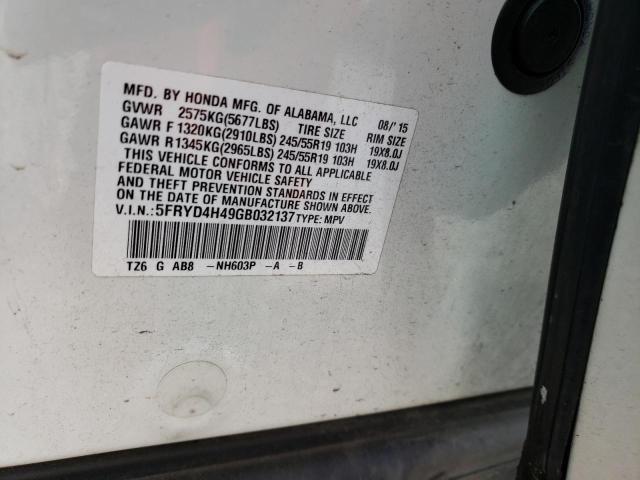 MFD. BY HONDA MFG. OF ALABAMA, LLC 08/'15
GVWR 2575KG(5677LBS) TIRE SIZE RIM SIZE
GAWR F 1320KG(2910LBS) 245/55R19 103H 19X8.0J
GAWR R1345KG(2965LBS) 245/55R19 103H 19X8.0J
THIS VEHICLE CONFORMS TO ALL APPLICABLE
FEDERAL MOTOR VEHICLE SAFETY
AND THEFT PREVENTION STANDARDS IN EFFECT
ON THE DATE OF MANUFACTURE SHOWN ABOVE.
V.I.N.: 5FRYD4H49GB032137 TYPE: MPV
TZ6 G AB8 -NH603P -A -B